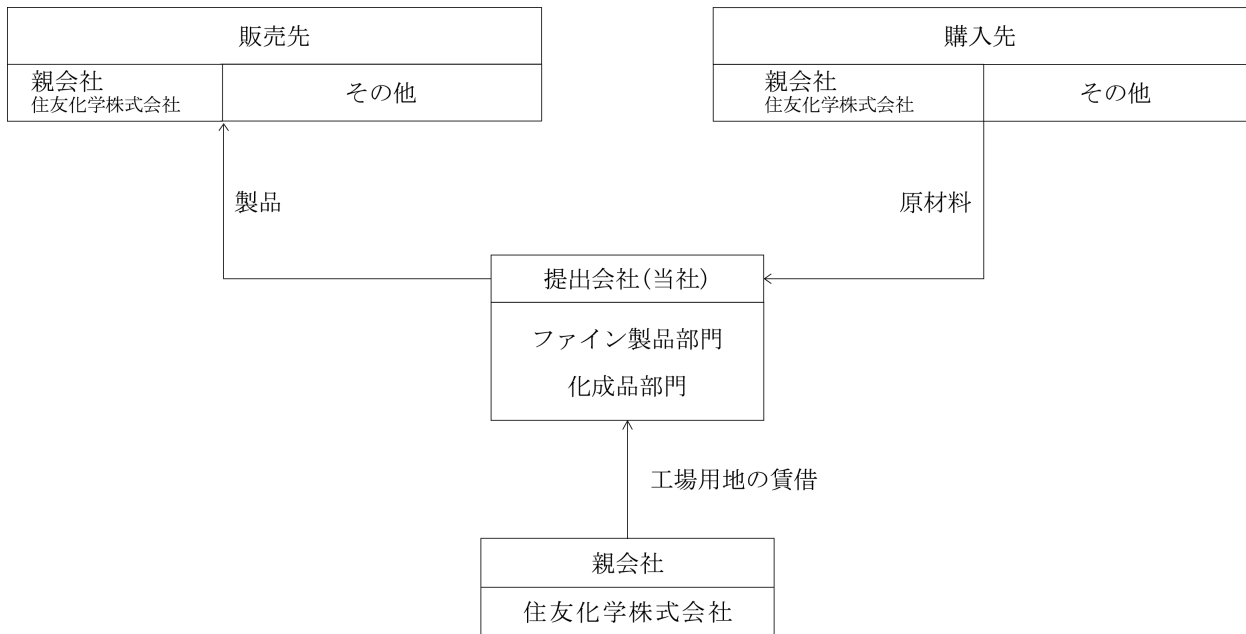 販売先
親会社
住友化学株式会社
その他
購入先
親会社
住友化学株式会社
その他
製品
原材料
提出会社(当社)
ファイン製品部門
化成品部門
工場用地の賃借
親会社
住友化学株式会社